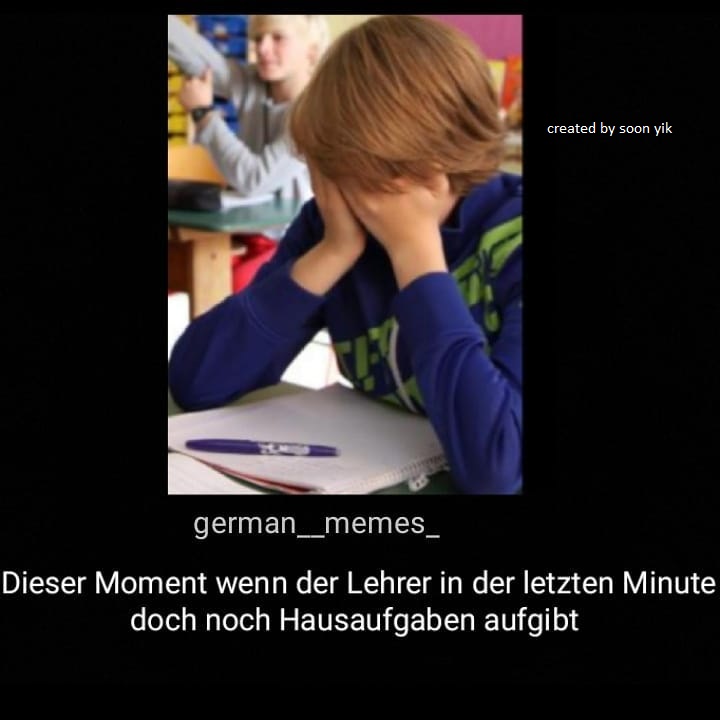 created by soon yik
german__memes_
Dieser Moment wenn der Lehrer in der letzten Minute
doch noch Hausaufgaben aufgibt